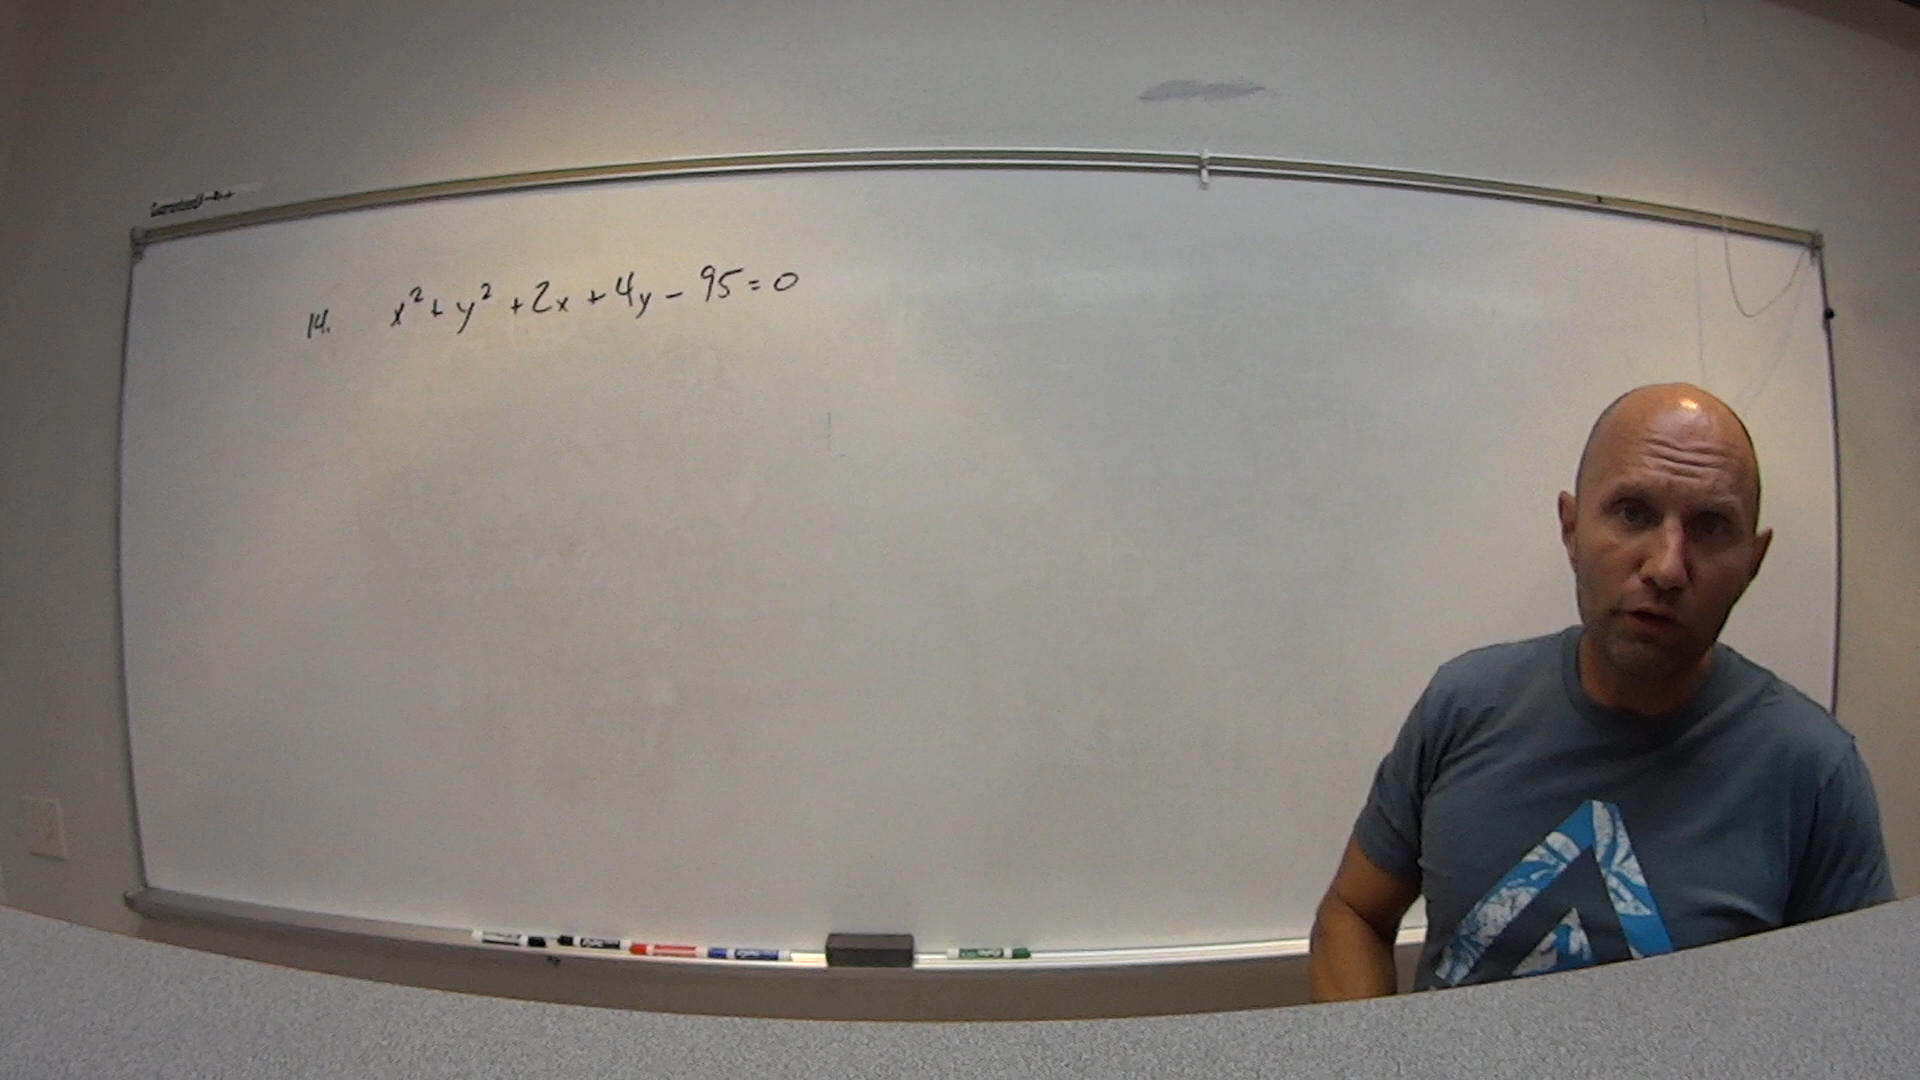 14. x² + y² + 2x + 4y - 95 = 0